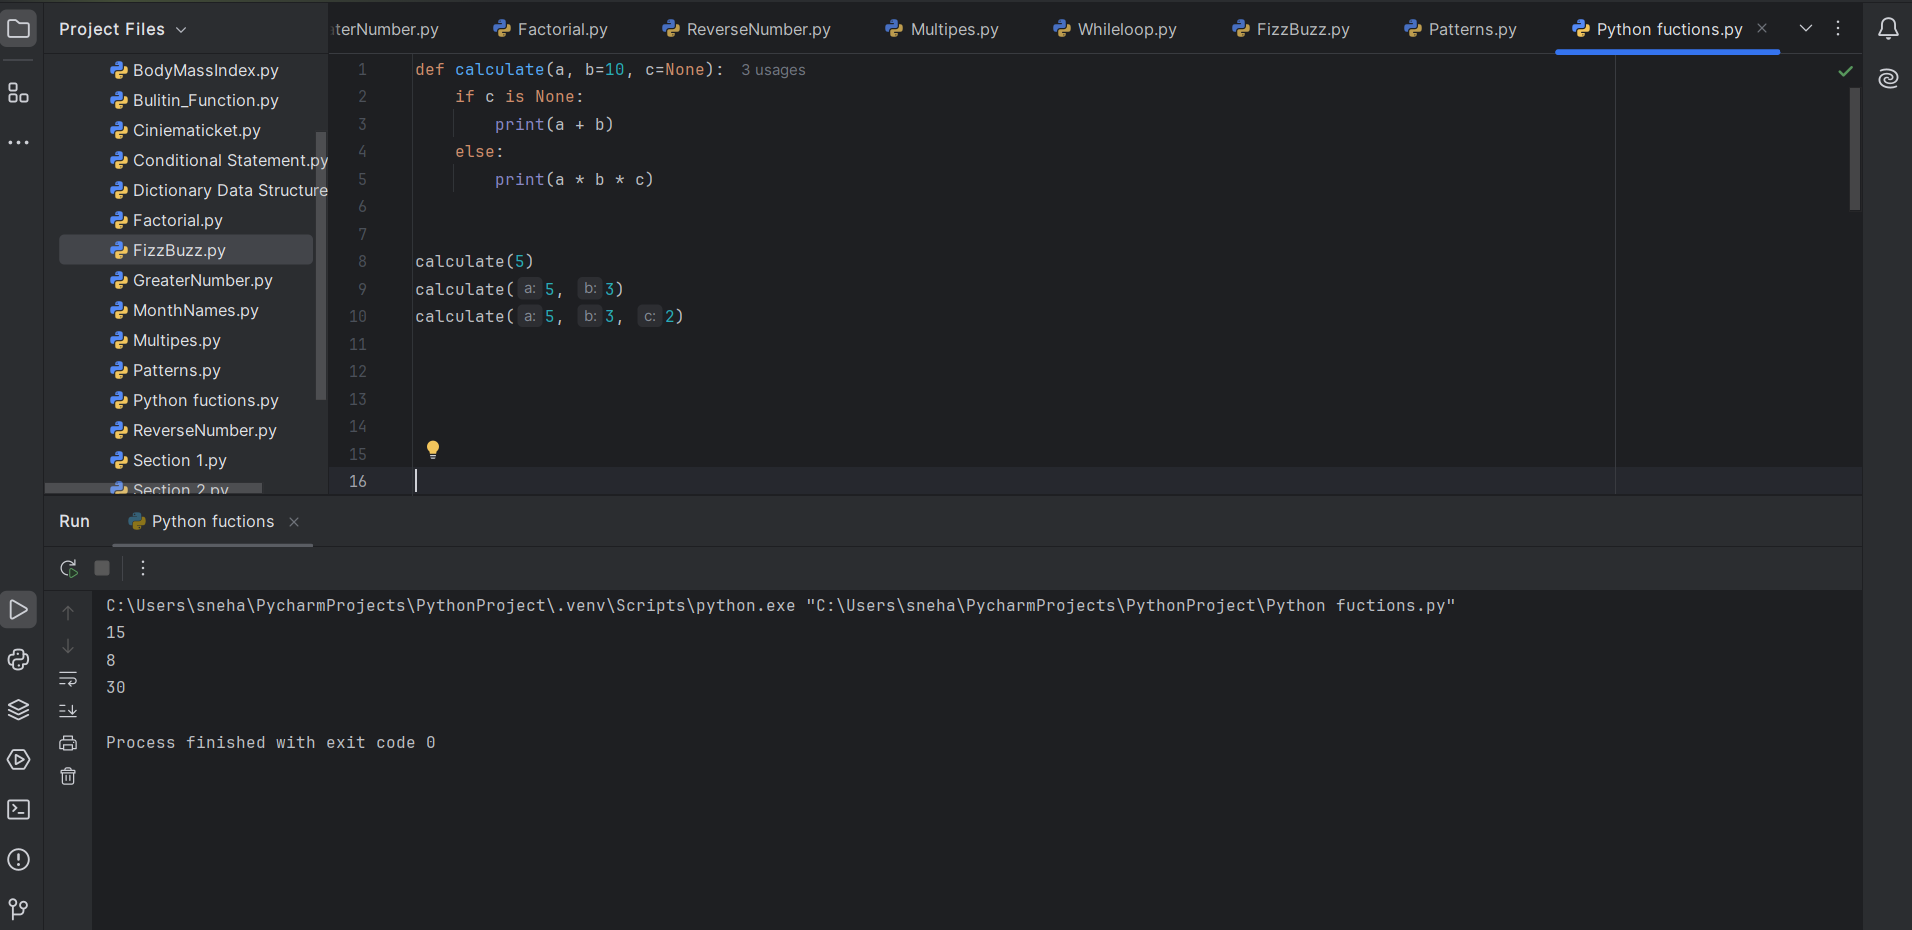 Project Files
terNumber.py Factorial.py ReverseNumber.py Multipes.py Whileloop.py FizzBuzz.py Patterns.py Python fuctions.py
BodyMassIndex.py
Bulitin_Function.py
Ciniematicket.py
Conditional Statement.py
Dictionary Data Structure
Factorial.py
FizzBuzz.py
GreaterNumber.py
MonthNames.py
Multipes.py
Patterns.py
Python fuctions.py
ReverseNumber.py
Section 1.py
Section 2.py
1 def calculate(a, b=10, c=None): 3 usages
2 if c is None:
3 print(a + b)
4 else:
5 print(a * b * c)
6
7
8 calculate(5)
9 calculate( a: 5, b: 3)
10 calculate( a: 5, b: 3, c: 2)
11
12
13
14
15
16
Run Python fuctions
C:\Users\sneha\PycharmProjects\PythonProject\.venv\Scripts\python.exe "C:\Users\sneha\PycharmProjects\PythonProject\Python fuctions.py"
15
8
30
Process finished with exit code 0